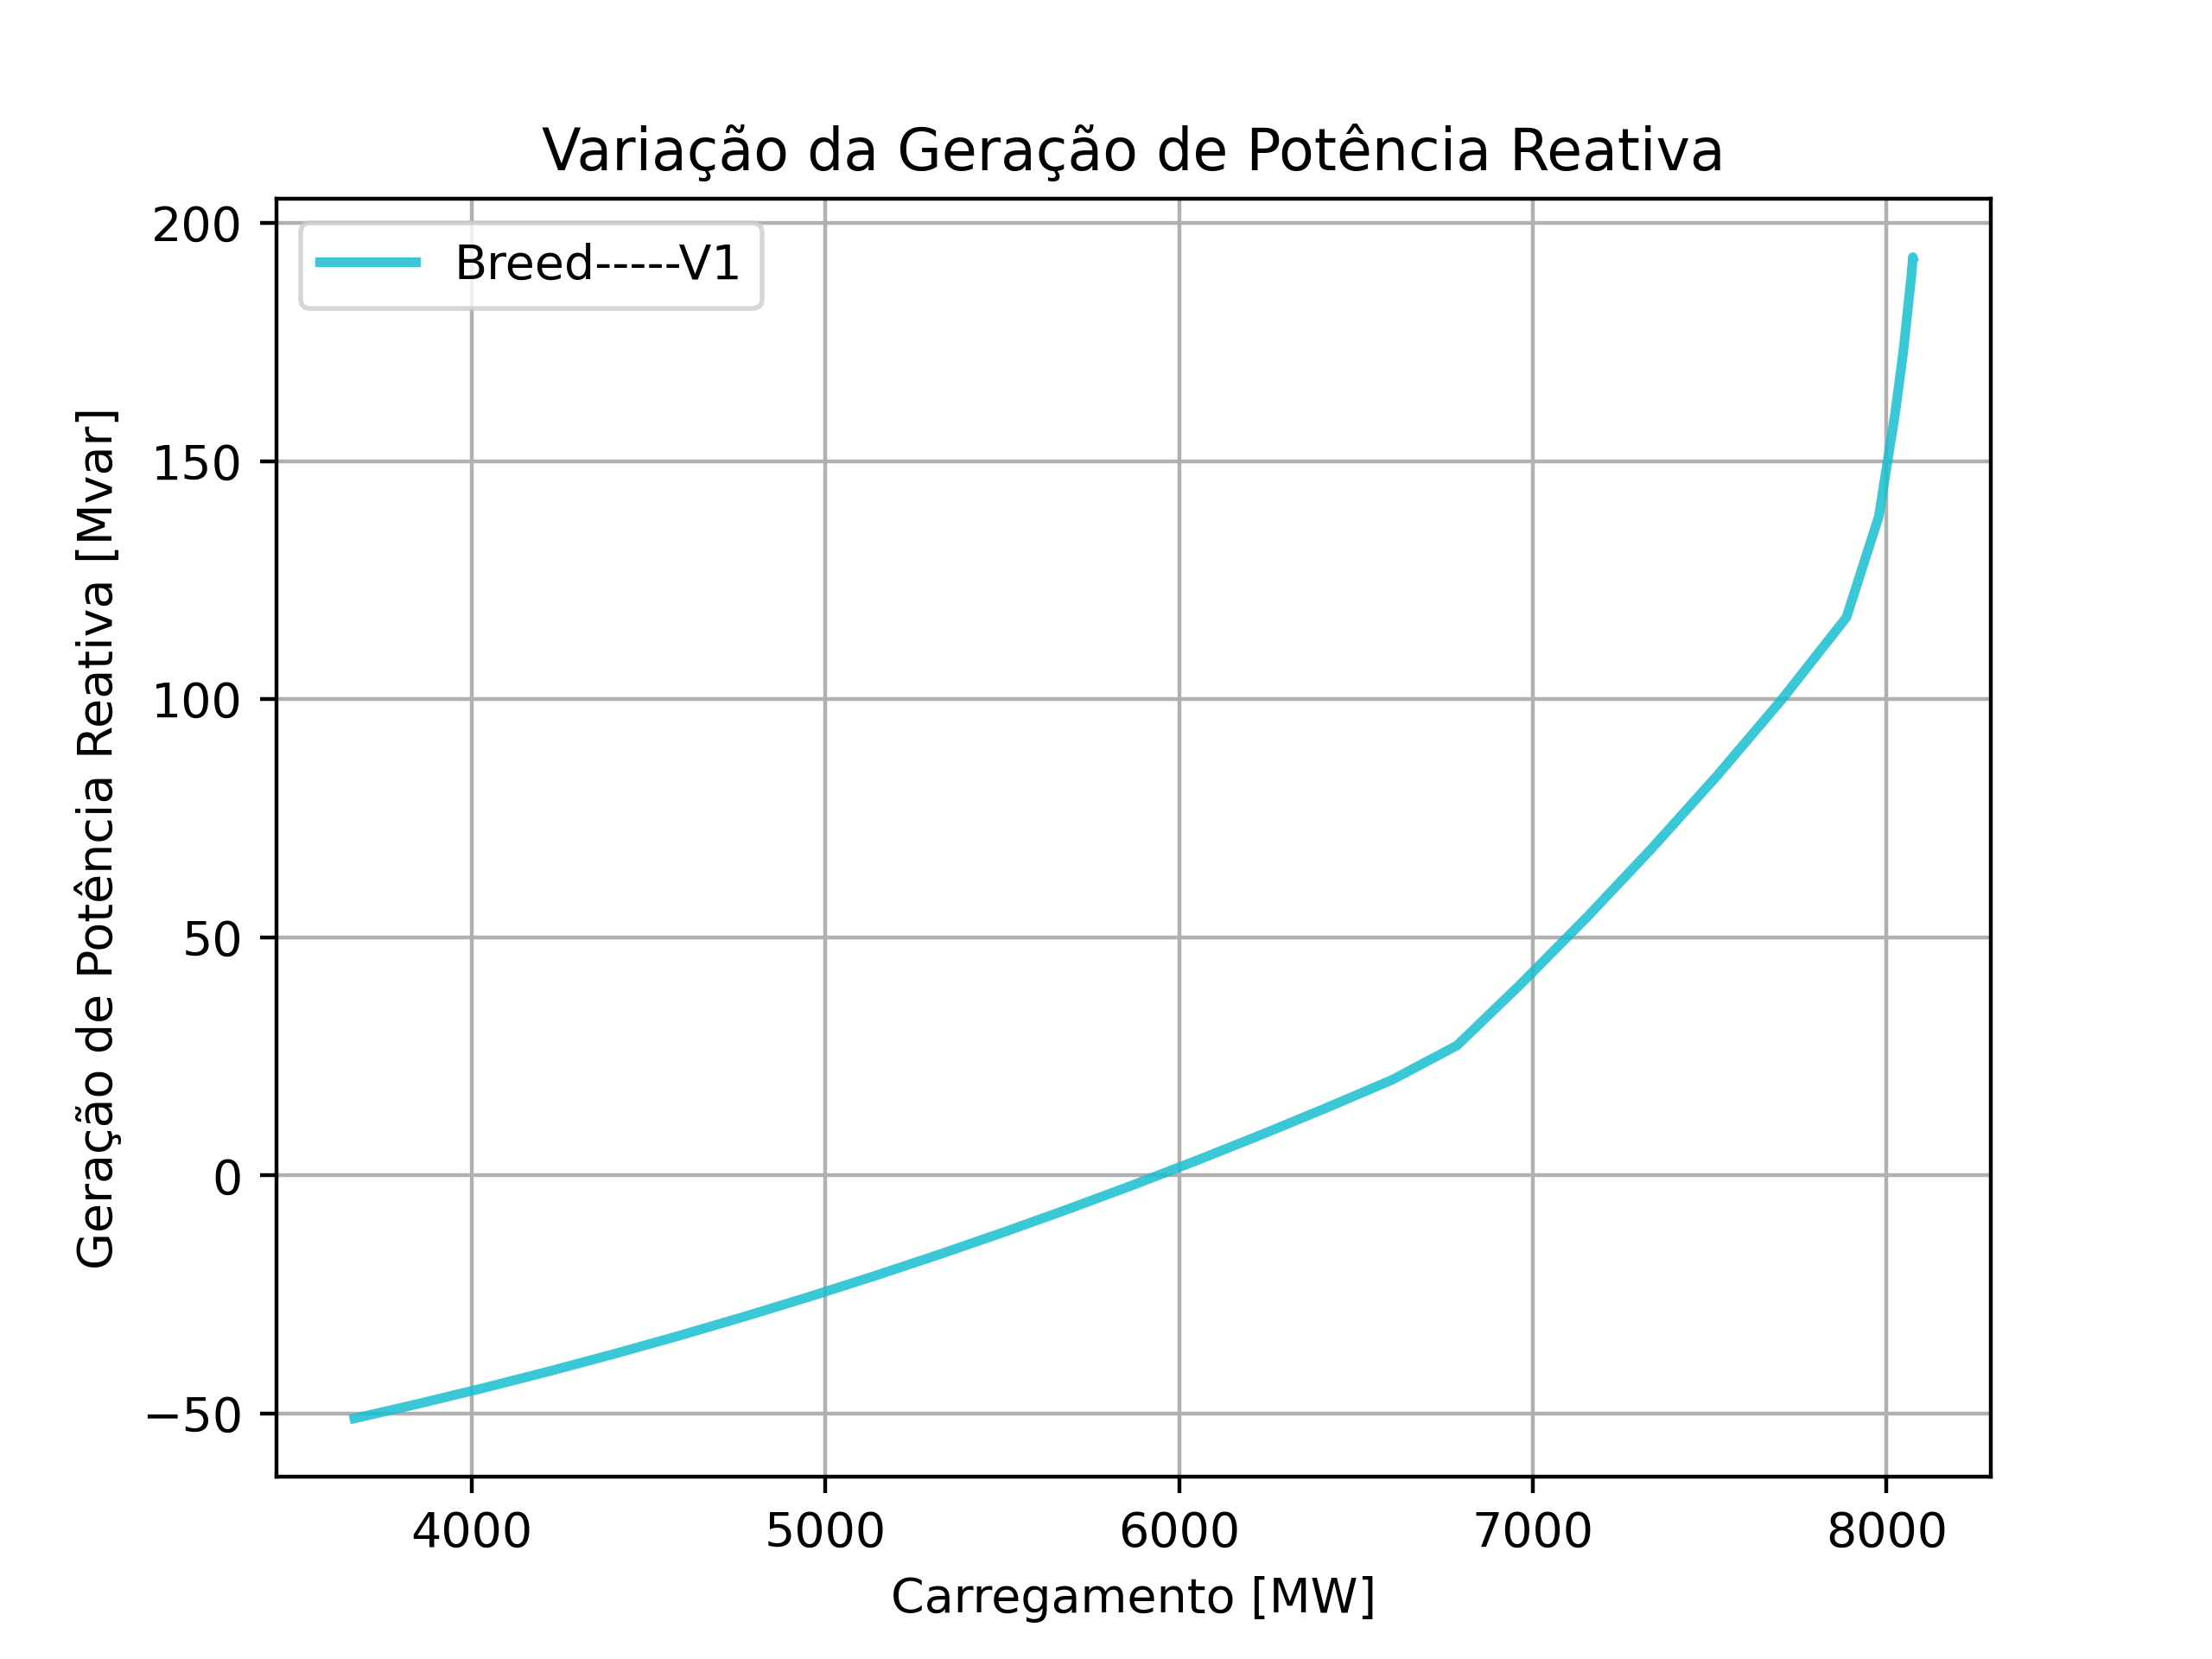 Variação da Geração de Potência Reativa
Breed-----V1
Geração de Potência Reativa [Mvar]
200
150
100
50
0
−50
4000 5000 6000 7000 8000
Carregamento [MW]